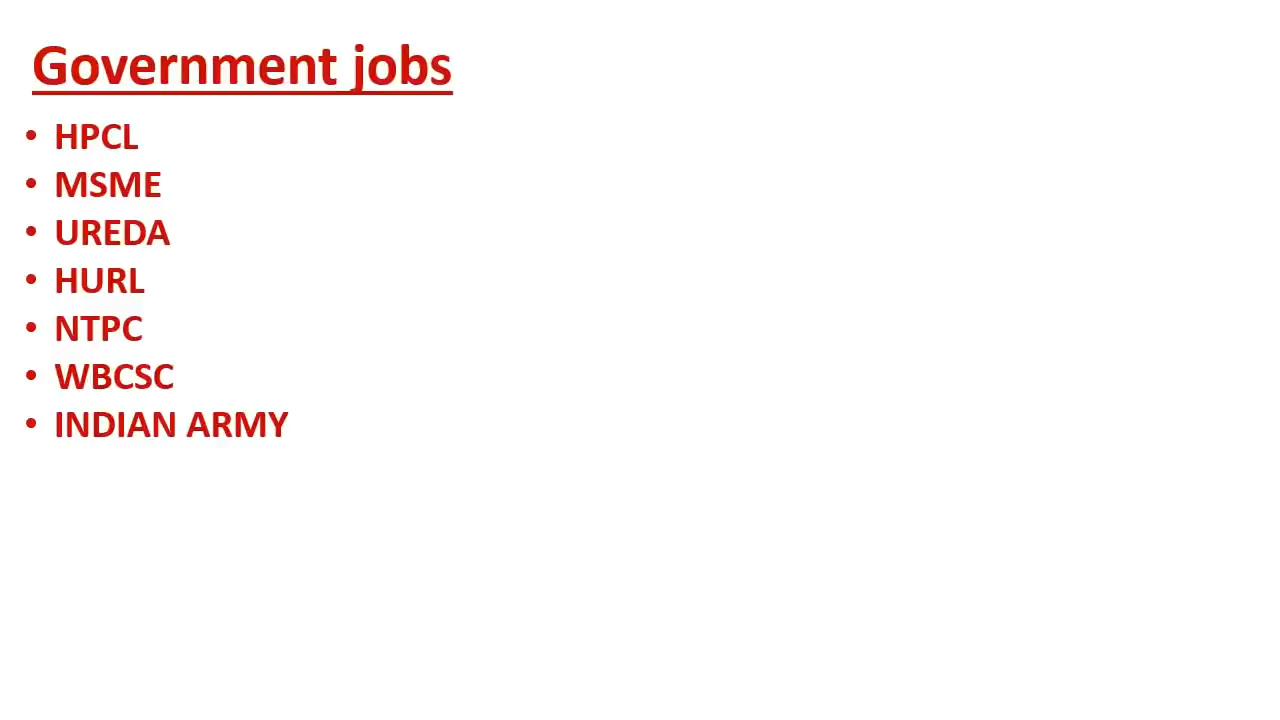 Government jobs
• HPCL
• MSME
• UREDA
• HURL
• NTPC
• WBCSC
• INDIAN ARMY